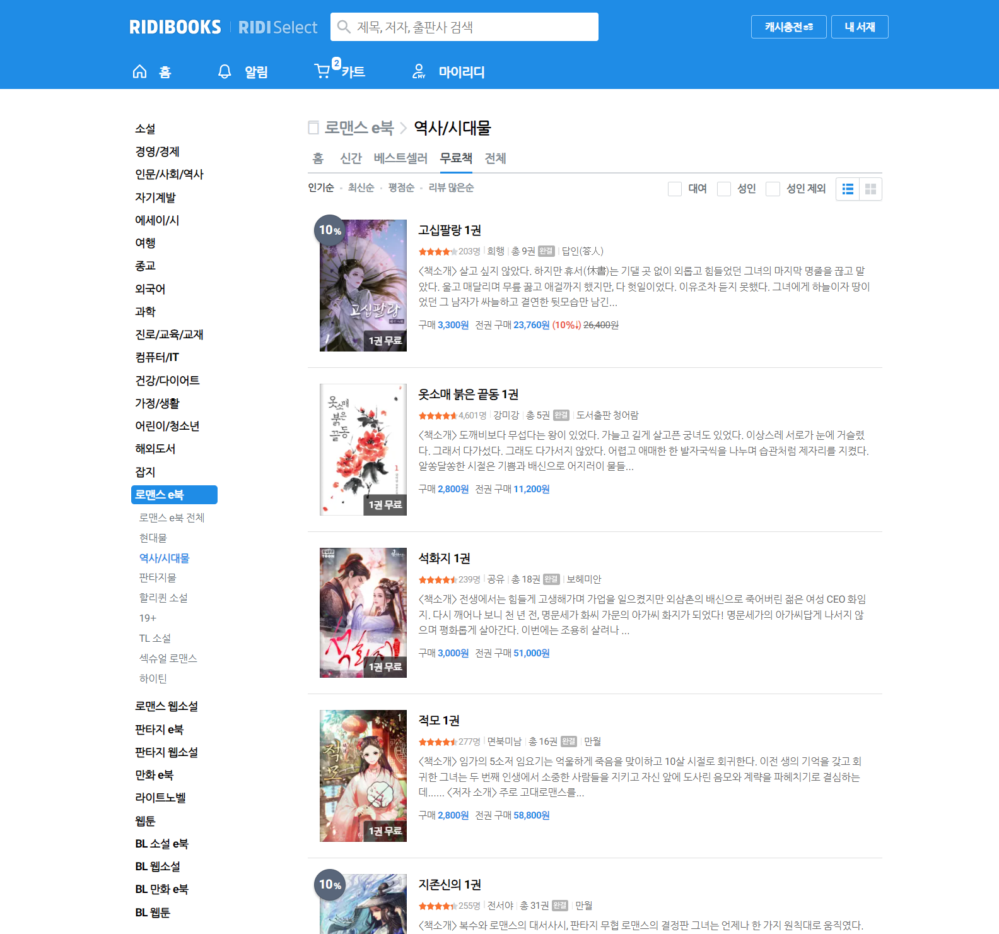 RIDIBOOKS RIDI Select 제목, 저자, 출판사 검색 캐시충전 내 서재
홈 알림 2 카트 마이리디
소설
경영/경제
인문/사회/역사
자기계발
에세이/시
여행
종교
외국어
과학
진로/교육/교재
컴퓨터/IT
건강/다이어트
가정/생활
어린이/청소년
해외도서
잡지
로맨스 e북
로맨스 e북 전체
현대물
역사/시대물
판타지물
할리퀸 소설
19+
TL 소설
섹슈얼 로맨스
하이틴
로맨스 웹소설
판타지 e북
판타지 웹소설
만화 e북
라이트노벨
웹툰
BL 소설 e북
BL 웹소설
BL 만화 e북
BL 웹툰
로맨스 e북 역사/시대물
홈 신간 베스트셀러 무료책 전체
인기순 최신순 평점순 리뷰 많은순 대여 성인 성인 제외
10%
고십팔랑
1
1권 무료
고십팔랑 1권
203명 희행 총 9권 완결 답인(答人)
〈책소개〉 살고 싶지 않았다. 하지만 휴서(休書)는 기댈 곳 없이 외롭고 힘들었던 그녀의 마지막 명줄을 끊고 말
았다. 울고 매달리며 무릎 꿇고 애걸까지 했지만, 다 헛일이었다. 이유조차 듣지 못했다. 그녀에게 하늘이자 땅이
었던 그 남자가 싸늘하고 결연한 뒷모습만 남긴...
구매 3,300원 전권 구매 23,760원 (10%↓) 26,400원
옷소매
붉은
끝동
1
1권 무료
옷소매 붉은 끝동 1권
4,601명 강미강 총 5권 완결 도서출판 청어람
〈책소개〉 도깨비보다 무섭다는 왕이 있었다. 가늘고 길게 살고픈 궁녀도 있었다. 이상스레 서로가 눈에 거슬렸
다. 그래서 다가섰다. 그래도 다가서지 않았다. 어렵고 애매한 한 발자국씩을 나누며 습관처럼 제자리를 지켰다.
알쏭달쏭한 시절은 기쁨과 배신으로 어지러이 물들...
구매 2,800원 전권 구매 11,200원
BUFF
TOON
석화지
1권 무료
석화지 1권
239명 공유 총 18권 완결 보헤미안
〈책소개〉 전생에서는 힘들게 고생해가며 가업을 일으켰지만 외삼촌의 배신으로 죽어버린 젊은 여성 CEO 화임
지. 다시 깨어나 보니 천 년 전, 명문세가 화씨 가문의 아가씨 화지가 되었다! 명문세가의 아가씨답게 나서지 않
으며 평화롭게 살아간다. 이번에는 조용히 살려나 ...
구매 3,000원 전권 구매 51,000원
1
적모
1권 무료
적모 1권
277명 면북미남 총 16권 완결 만월
〈책소개〉 임가의 5소저 임요기는 억울하게 죽음을 맞이하고 10살 시절로 회귀한다. 이전 생의 기억을 갖고 회
귀한 그녀는 두 번째 인생에서 소중한 사람들을 지키고 자신 앞에 도사린 음모와 계략을 파헤치기로 결심하는
데...... 〈저자 소개〉 주로 고대로맨스를...
구매 2,800원 전권 구매 58,800원
10%
1
지존신의 1권
255명 전서야 총 31권 완결 만월
〈책소개〉 복수와 로맨스의 대서사시, 판타지 무협 로맨스의 결정판 그녀는 언제나 한 가지 원칙대로 움직였다.